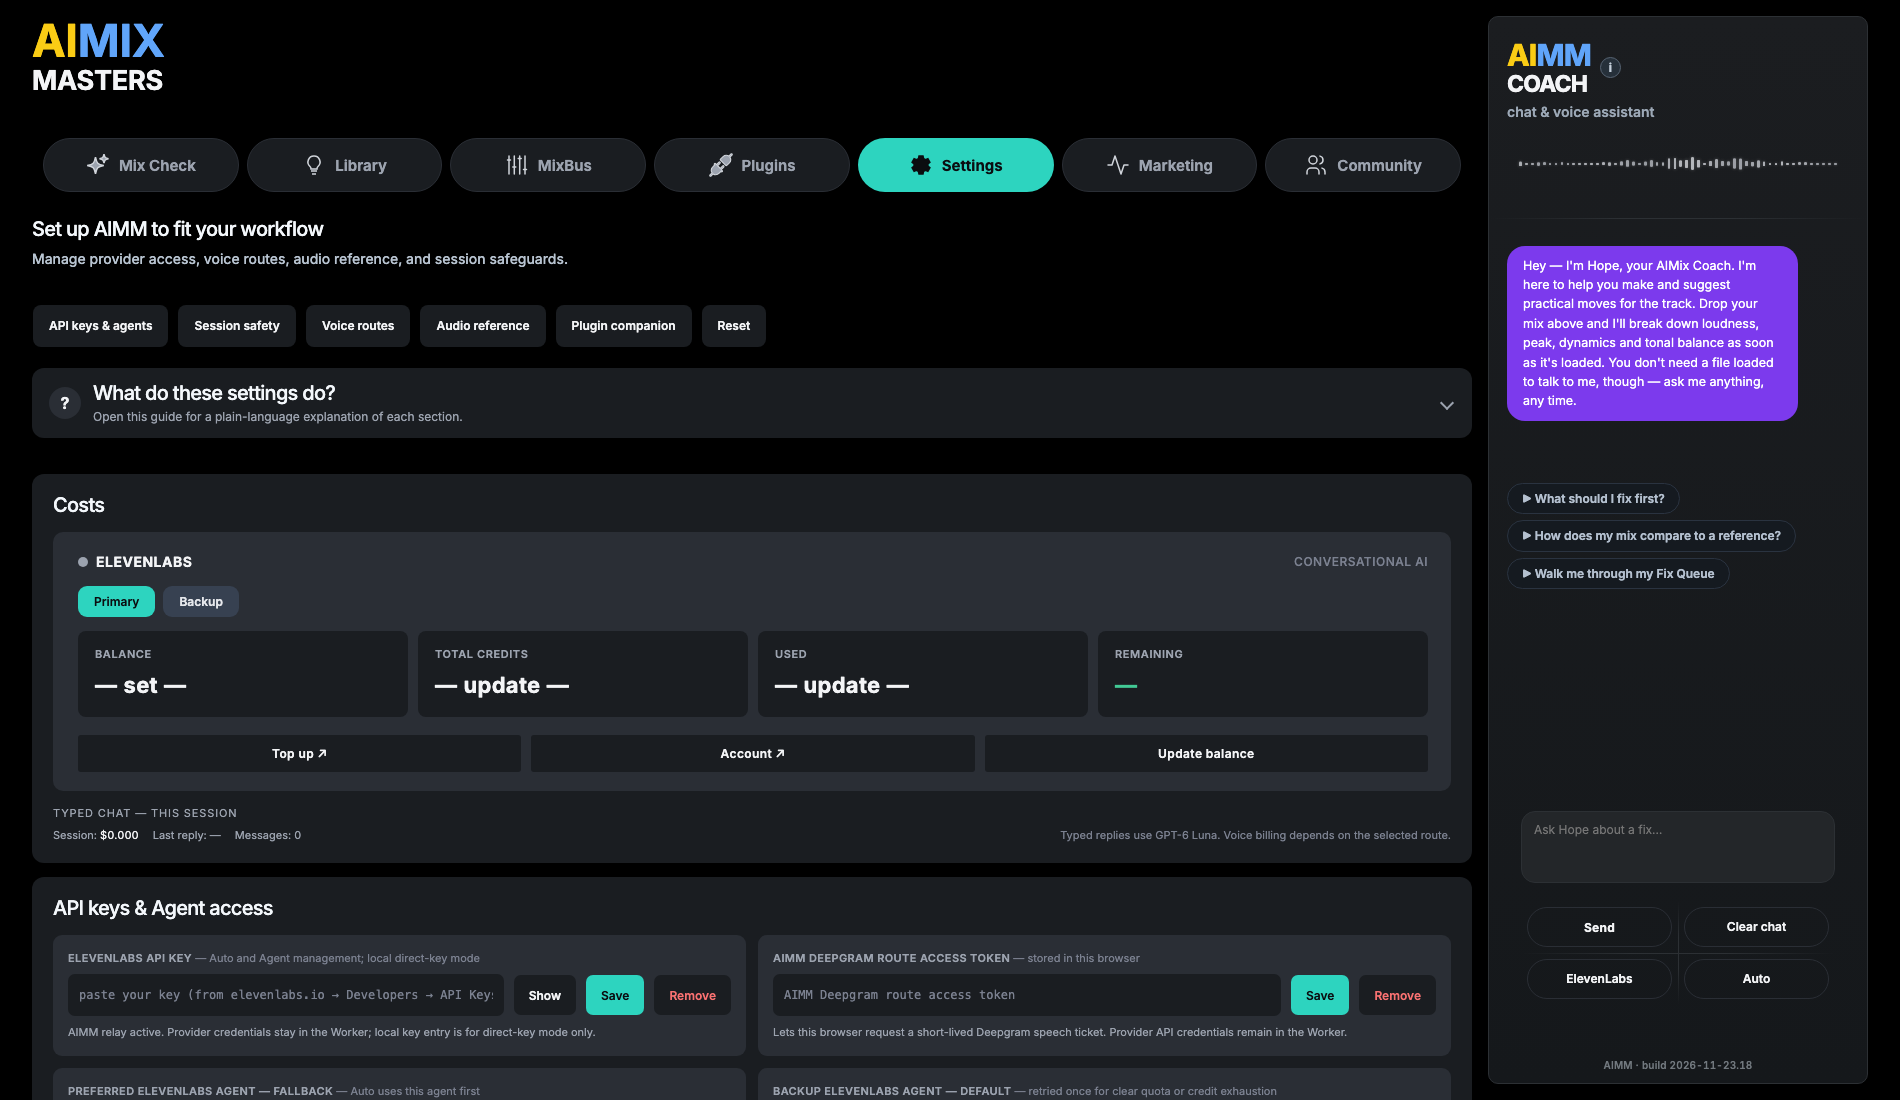 AIMIX
MASTERS
Mix Check
Library
MixBus
Plugins
Settings
Marketing
Community
Set up AIMM to fit your workflow
Manage provider access, voice routes, audio reference, and session safeguards.
API keys & agents
Session safety
Voice routes
Audio reference
Plugin companion
Reset
?
What do these settings do?
Open this guide for a plain-language explanation of each section.
Costs
ELEVENLABS
CONVERSATIONAL AI
Primary
Backup
BALANCE
— set —
TOTAL CREDITS
— update —
USED
— update —
REMAINING
—
Top up ↗
Account ↗
Update balance
TYPED CHAT — THIS SESSION
Session: $0.000 Last reply: — Messages: 0
Typed replies use GPT-6 Luna. Voice billing depends on the selected route.
API keys & Agent access
ELEVENLABS API KEY — Auto and Agent management; local direct-key mode
paste your key (from elevenlabs.io → Developers → API Keys
Show
Save
Remove
AIMM relay active. Provider credentials stay in the Worker; local key entry is for direct-key mode only.
AIMM DEEPGRAM ROUTE ACCESS TOKEN — stored in this browser
AIMM Deepgram route access token
Save
Remove
Lets this browser request a short-lived Deepgram speech ticket. Provider API credentials remain in the Worker.
PREFERRED ELEVENLABS AGENT — FALLBACK — Auto uses this agent first
BACKUP ELEVENLABS AGENT — DEFAULT — retried once for clear quota or credit exhaustion
AIMM
COACH
i
chat & voice assistant
Hey — I'm Hope, your AIMix Coach. I'm
here to help you make and suggest
practical moves for the track. Drop your
mix above and I'll break down loudness,
peak, dynamics and tonal balance as soon
as it's loaded. You don't need a file loaded
to talk to me, though — ask me anything,
any time.
▶ What should I fix first?
▶ How does my mix compare to a reference?
▶ Walk me through my Fix Queue
Ask Hope about a fix...
Send
Clear chat
ElevenLabs
Auto
AIMM · build 2026-11-23.18